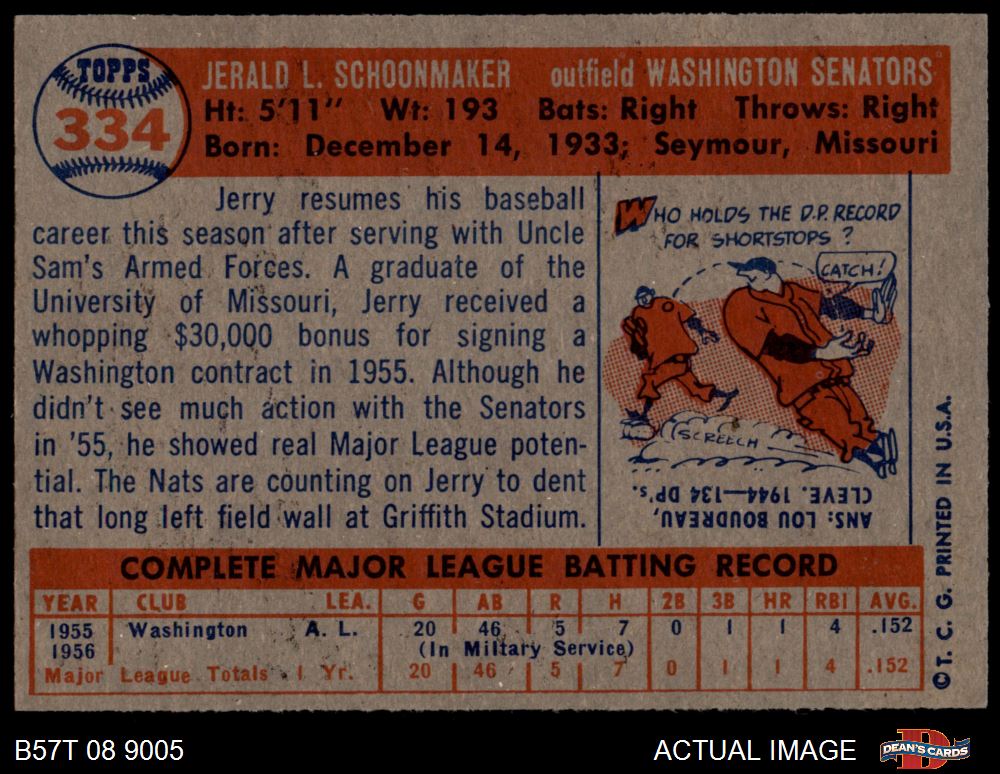 TOPPS
334
JERALD L. SCHOONMAKER outfield WASHINGTON SENATORS
Ht: 5'11" Wt: 193 Bats: Right Throws: Right
Born: December 14, 1933; Seymour, Missouri
Jerry resumes his baseball
career this season after serving with Uncle
Sam's Armed Forces. A graduate of the
University of Missouri, Jerry received a
whopping $30,000 bonus for signing a
Washington contract in 1955. Although he
didn't see much action with the Senators
in '55, he showed real Major League poten-
tial. The Nats are counting on Jerry to dent
that long left field wall at Griffith Stadium.
WHO HOLDS THE D.P. RECORD
FOR SHORTSTOPS ?
CATCH!
SCREECH
ANS: LOU BOUDREAU,
CLEVE. 1944—134 DP's.
COMPLETE MAJOR LEAGUE BATTING RECORD
YEAR CLUB LEA. G AB R H 2B 3B HR RBI AVG.
1955 Washington A. L. 20 46 5 7 0 1 1 4 .152
1956 (In Military Service)
Major League Totals 1 Yr. 20 46 5 7 0 1 1 4 .152
© T. C. G. PRINTED IN U.S.A.
B57T 08 9005 ACTUAL IMAGE DEAN'S CARDS